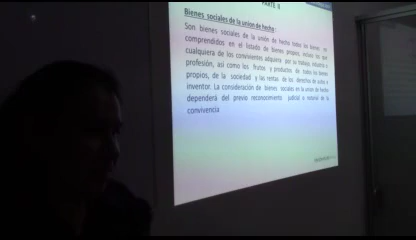 PARTE II
Bienes sociales de la union de hecho:
Son bienes sociales de la unión de hecho todos los bienes no
comprendidos en el listado de bienes propios, incluso los que
cualquiera de los convivientes adquiera por su trabajo, industria o
profesión, así como los frutos y productos de todos los bienes
propios, de la sociedad y las rentas de los derechos de autor e
inventor. La consideración de bienes sociales en la union de hecho
dependerá del previo reconocimiento judicial o notarial de la
convivencia